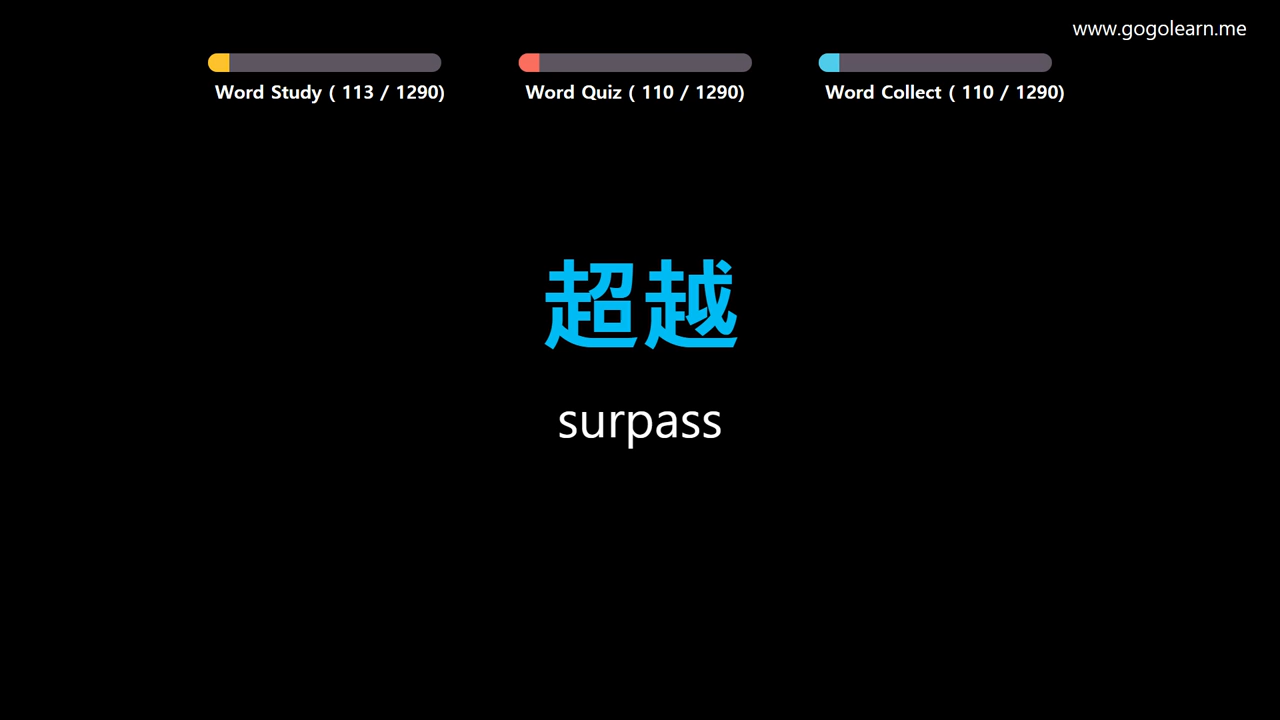 www.gogolearn.me
Word Study ( 113 / 1290)
Word Quiz ( 110 / 1290)
Word Collect ( 110 / 1290)
超越
surpass